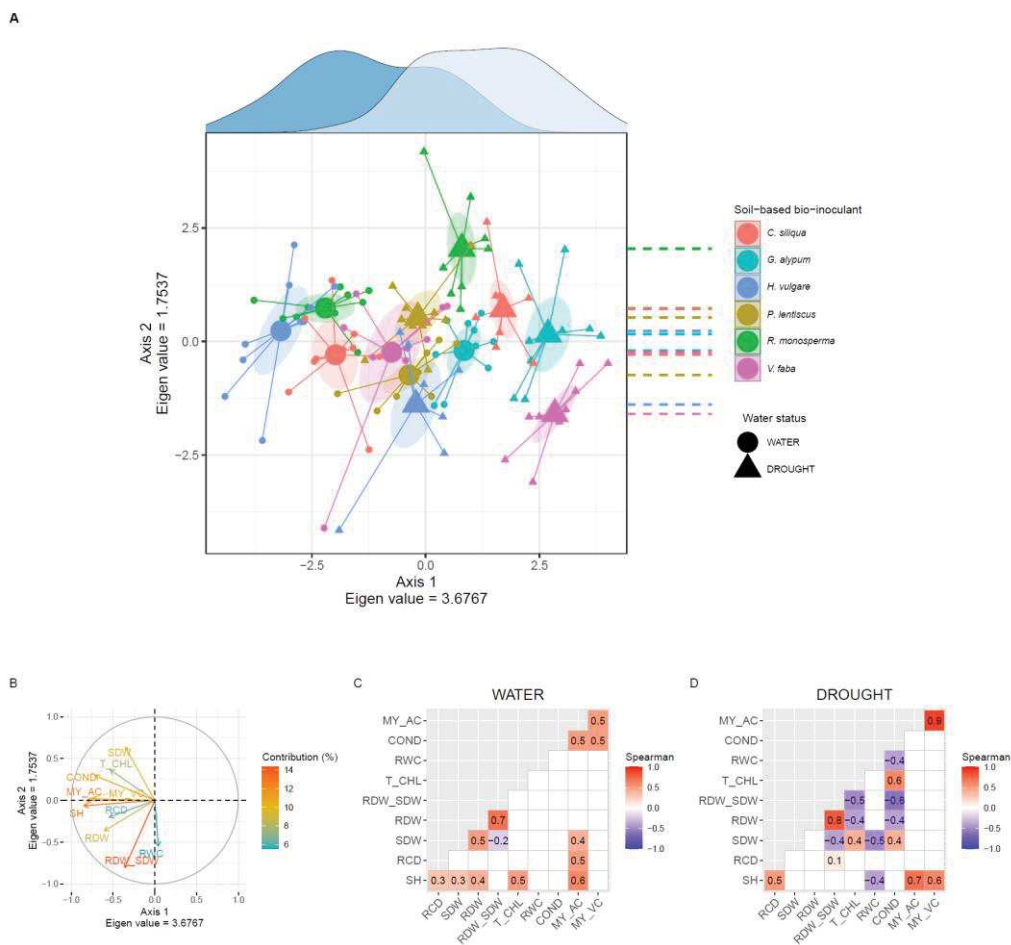 A
2.5
0.0
−2.5
Axis 2
Eigen value = 1.7537
−2.5
0.0
2.5
Axis 1
Eigen value = 3.6767
Soil−based bio−inoculant
C. siliqua
G. alypum
H. vulgare
P. lentiscus
R. monosperma
V. faba
Water status
WATER
DROUGHT
B
1.0
0.5
0.0
−0.5
−1.0
Axis 2
Eigen value = 1.7537
SDW
T_CHL
COND
MY_AC
MY_VC
SH
RCD
RDW
RWC
RDW_SDW
−1.0
−0.5
0.0
0.5
1.0
Axis 1
Eigen value = 3.6767
Contribution (%)
14
12
10
8
6
C
WATER
MY_AC
0.5
COND
0.5 0.5
RWC
T_CHL
RDW_SDW
RDW
0.7
SDW
0.5 −0.2 0.4
RCD
0.5
SH
0.3 0.3 0.4 0.5 0.6
RCD
SDW
RDW
RDW_SDW
T_CHL
RWC
COND
MY_AC
MY_VC
Spearman
1.0
0.5
0.0
−0.5
−1.0
D
DROUGHT
MY_AC
0.9
COND
RWC
−0.4
T_CHL
0.6
RDW_SDW
−0.5 −0.6
RDW
−0.4 −0.4
SDW
−0.4 0.4 −0.5 0.4
RCD
0.1
SH
0.5 −0.4 0.7 0.6
RCD
SDW
RDW
RDW_SDW
T_CHL
RWC
COND
MY_AC
MY_VC
Spearman
1.0
0.5
0.0
−0.5
−1.0